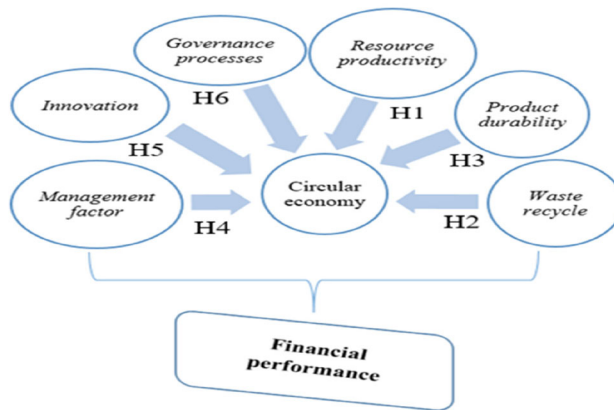 Governance
processes
Resource
productivity
Innovation
H6
H1
Product
durability
H5
H3
Management
factor
Circular
economy
Waste
recycle
H4
H2
Financial
performance